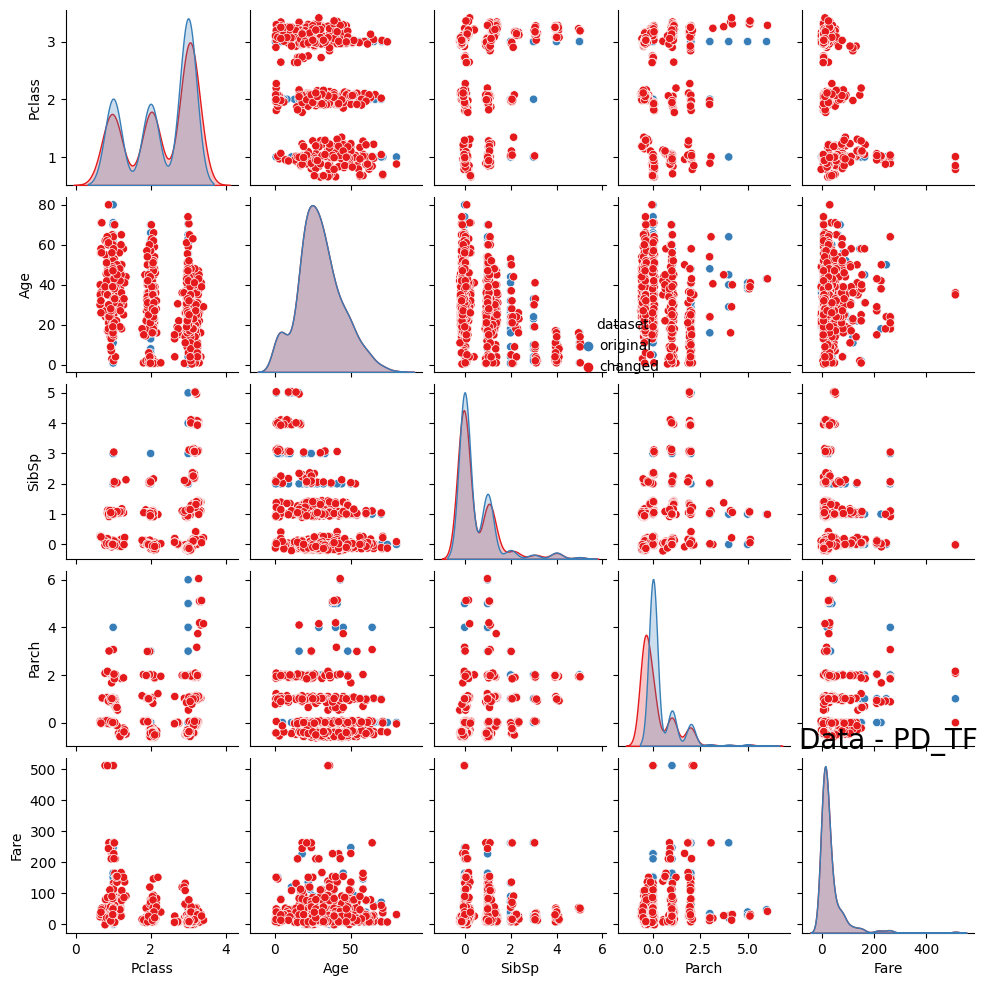 3
2
1
Pclass
80
60
40
20
0
Age
dataset
original
changed
5
4
3
2
1
0
SibSp
6
4
2
0
Parch
Data - PD_TF
500
400
300
200
100
0
Fare
0 2 4
0 50
0 2 4 6
0.0 2.5 5.0
0 200 400
Pclass Age SibSp Parch Fare